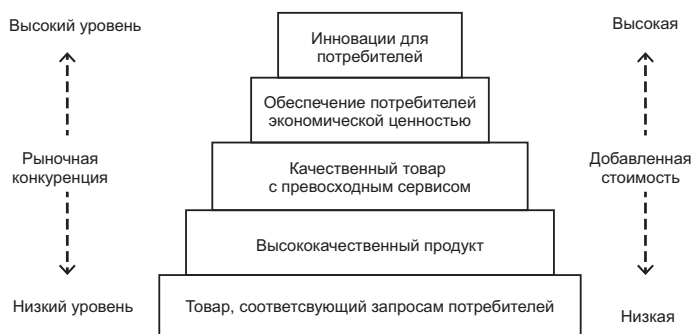 Высокий уровень
Инновации для
потребителей
Высокая
Обеспечение потребителей
экономической ценностью
Рыночная
конкуренция
Качественный товар
с превосходным сервисом
Добавленная
стоимость
Высококачественный продукт
Низкий уровень
Товар, соответсвующий запросам потребителей
Низкая